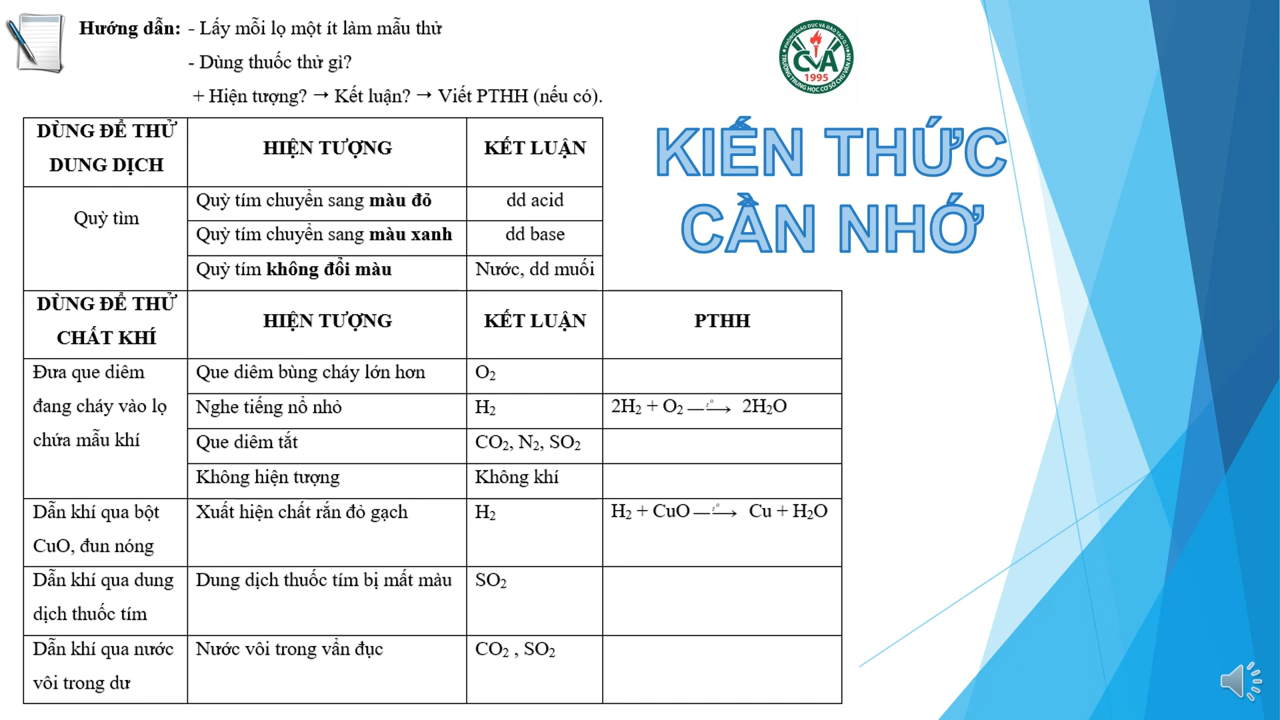 Hướng dẫn: - Lấy mỗi lọ một ít làm mẫu thử
- Dùng thuốc thử gì?
+ Hiện tượng? → Kết luận? → Viết PTHH (nếu có).
CVA
1995
KIẾN THỨC
CẦN NHỚ
DÙNG ĐỂ THỬ
DUNG DỊCH
HIỆN TƯỢNG
KẾT LUẬN
Quỳ tìm
Quỳ tím chuyển sang màu đỏ
dd acid
Quỳ tím chuyển sang màu xanh
dd base
Quỳ tím không đổi màu
Nước, dd muối
DÙNG ĐỂ THỬ
CHẤT KHÍ
HIỆN TƯỢNG
KẾT LUẬN
PTHH
Đưa que diêm
đang cháy vào lọ
chứa mẫu khí
Que diêm bùng cháy lớn hơn
O₂
Nghe tiếng nổ nhỏ
H₂
2H₂ + O₂ —tᵒ→ 2H₂O
Que diêm tắt
CO₂, N₂, SO₂
Không hiện tượng
Không khí
Dẫn khí qua bột
CuO, đun nóng
Xuất hiện chất rắn đỏ gạch
H₂
H₂ + CuO —tᵒ→ Cu + H₂O
Dẫn khí qua dung
dịch thuốc tím
Dung dịch thuốc tím bị mất màu
SO₂
Dẫn khí qua nước
vôi trong dư
Nước vôi trong vẩn đục
CO₂ , SO₂